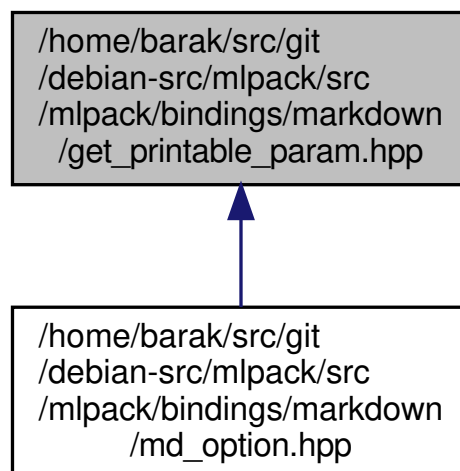 /home/barak/src/git
/debian-src/mlpack/src
/mlpack/bindings/markdown
/get_printable_param.hpp
/home/barak/src/git
/debian-src/mlpack/src
/mlpack/bindings/markdown
/md_option.hpp